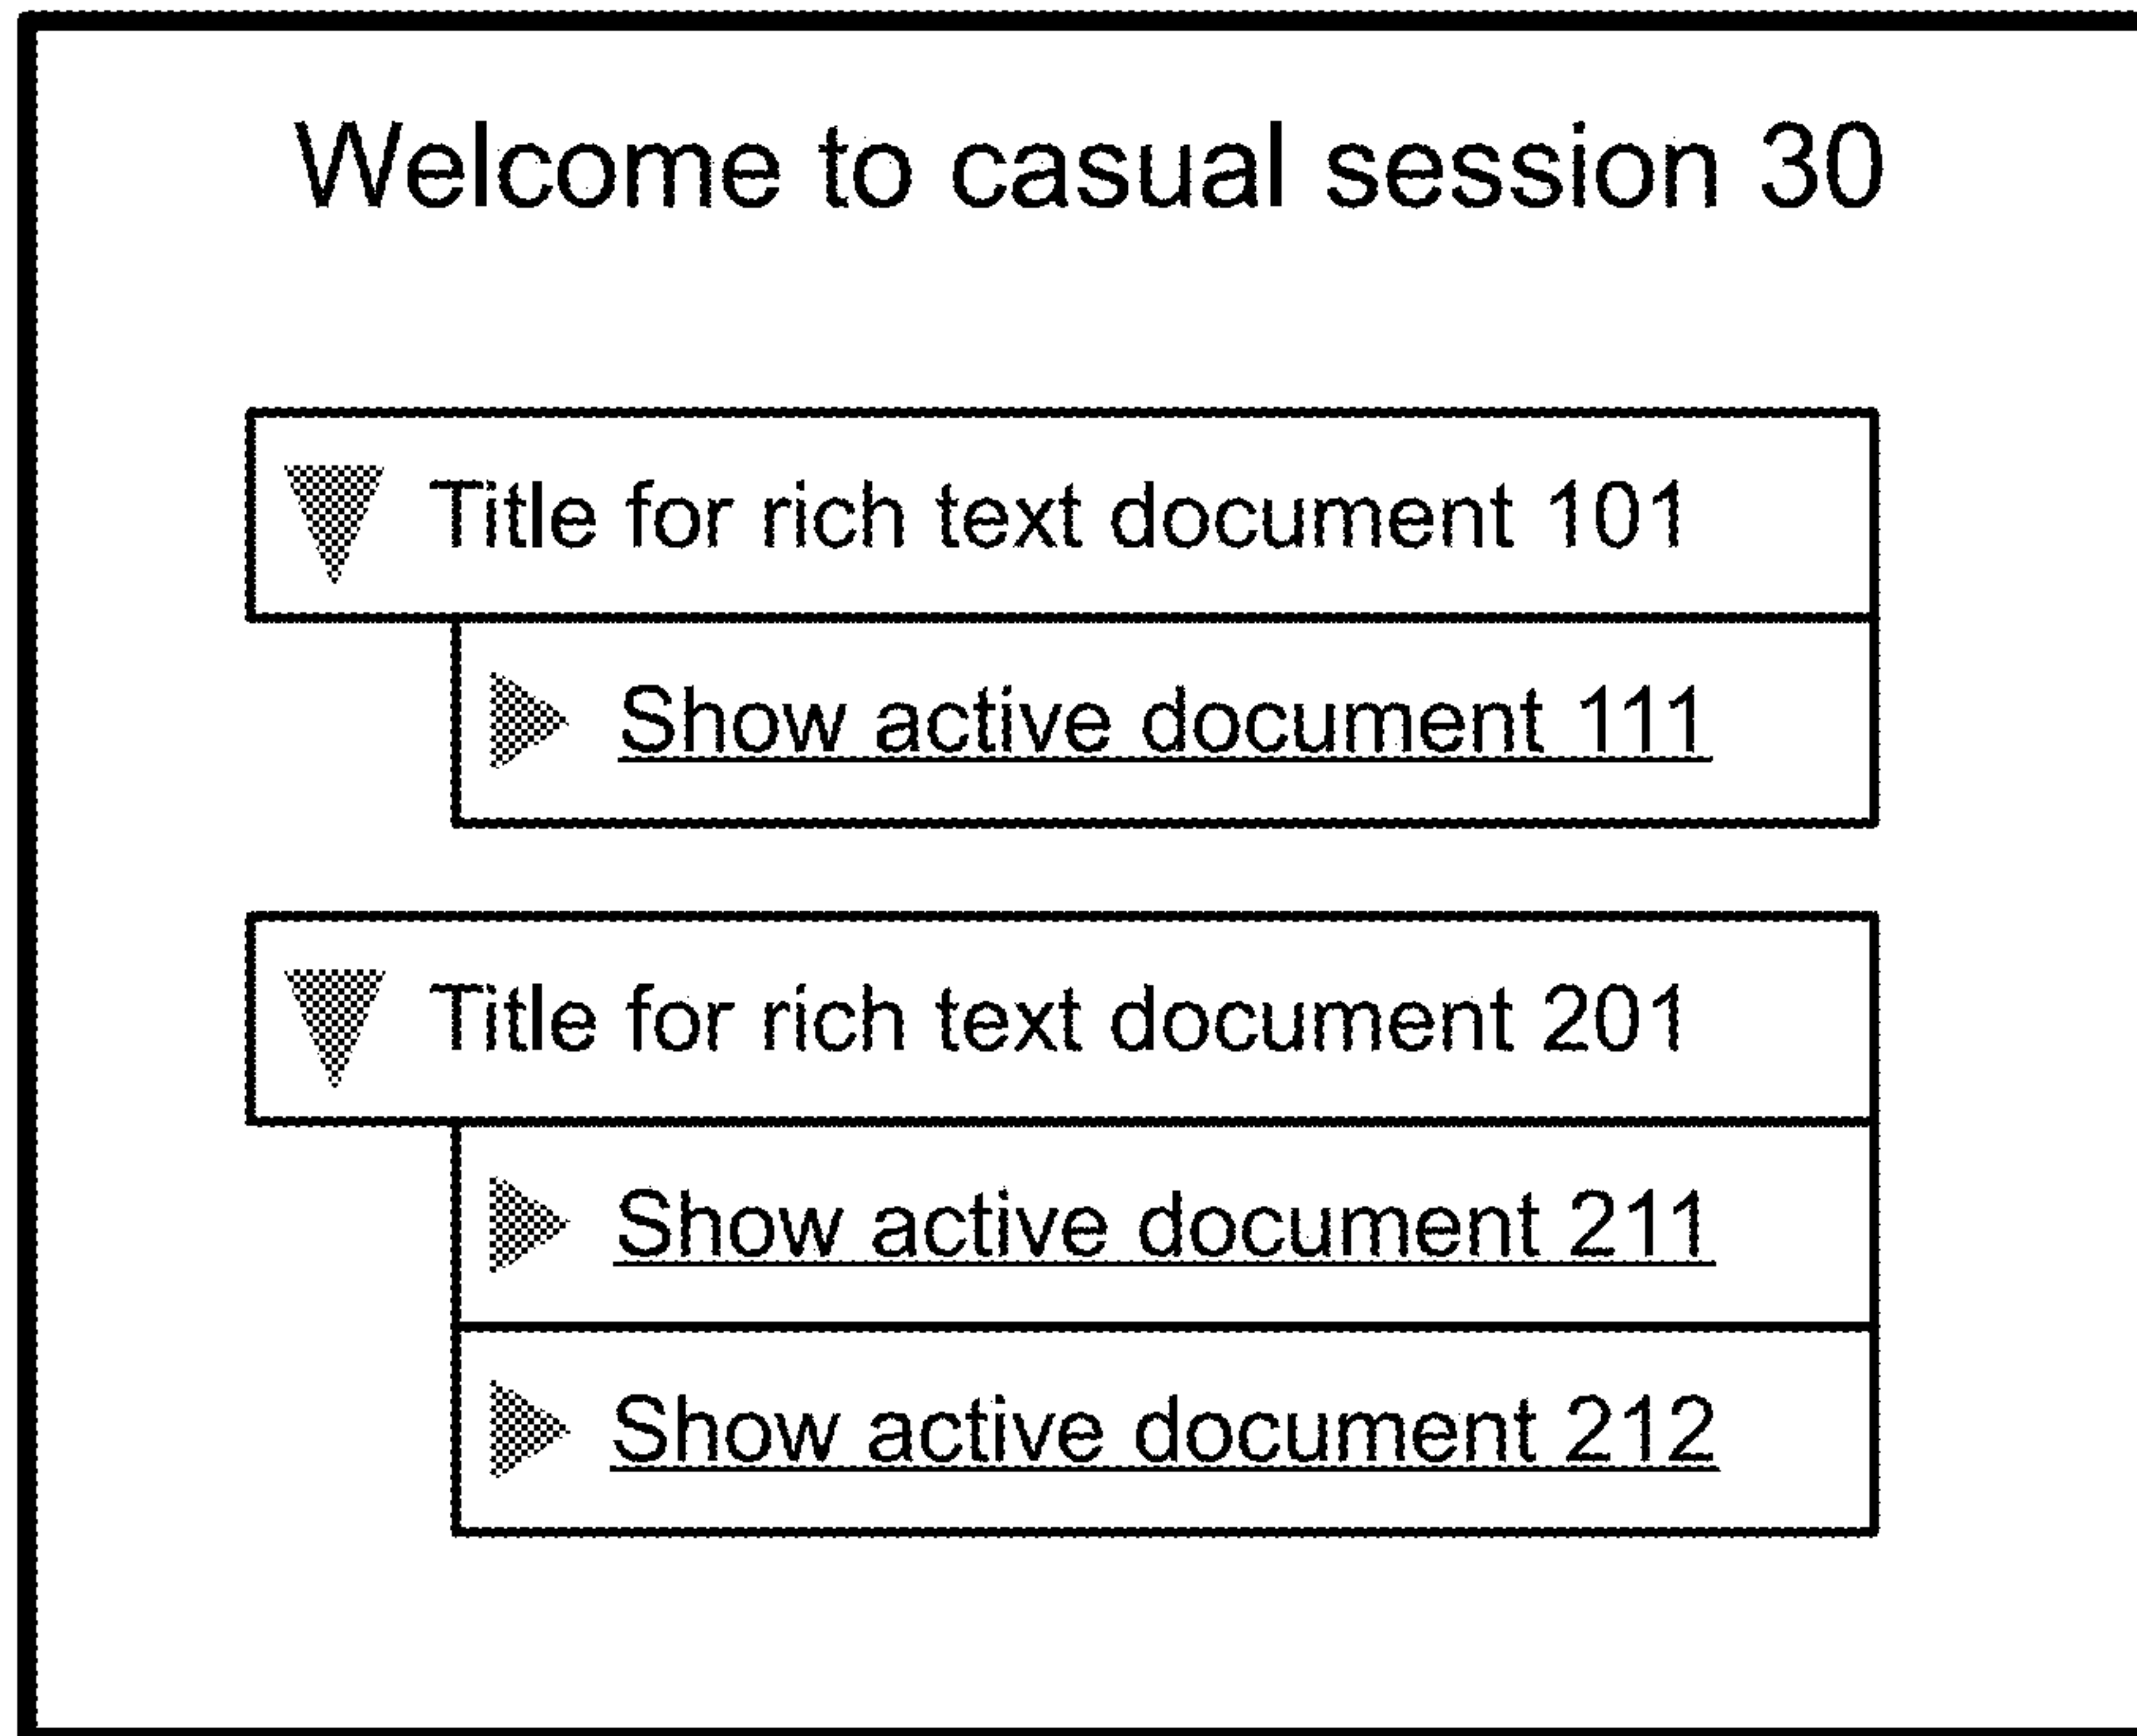 Welcome to casual session 30
Title for rich text document 101
Show active document 111
Title for rich text document 201
Show active document 211
Show active document 212